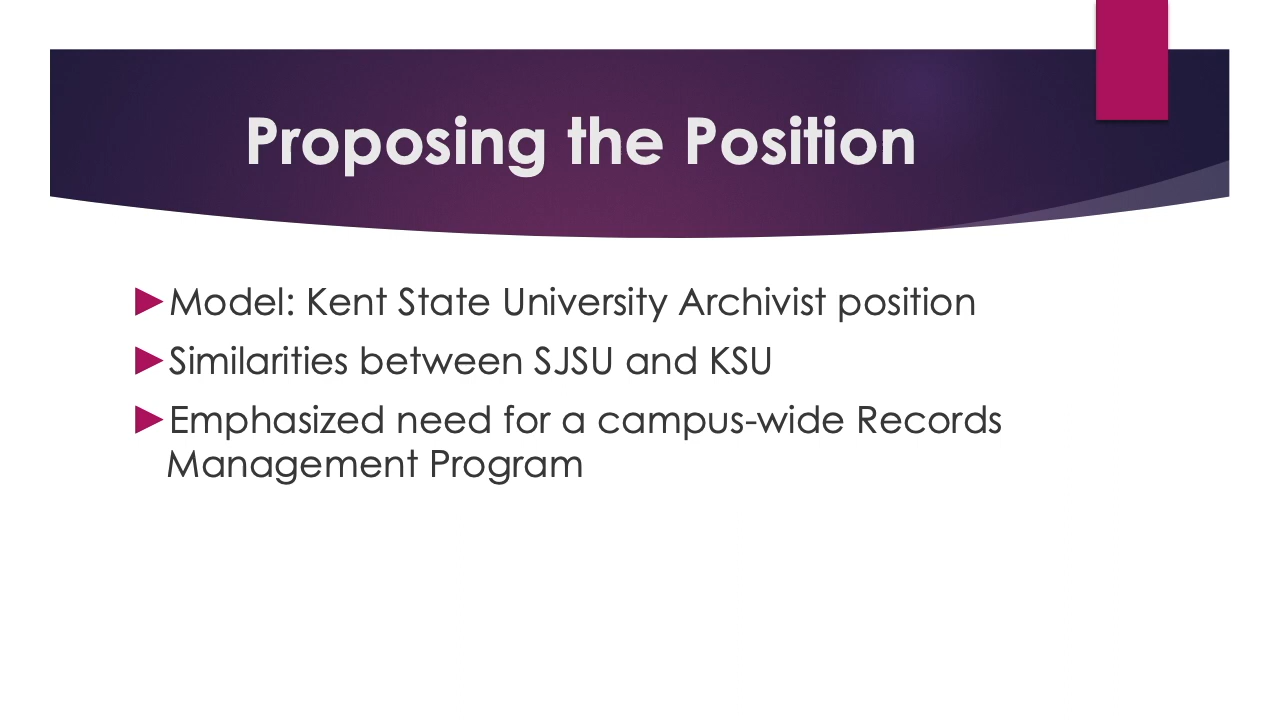 Proposing the Position
►Model: Kent State University Archivist position
►Similarities between SJSU and KSU
►Emphasized need for a campus-wide Records
Management Program